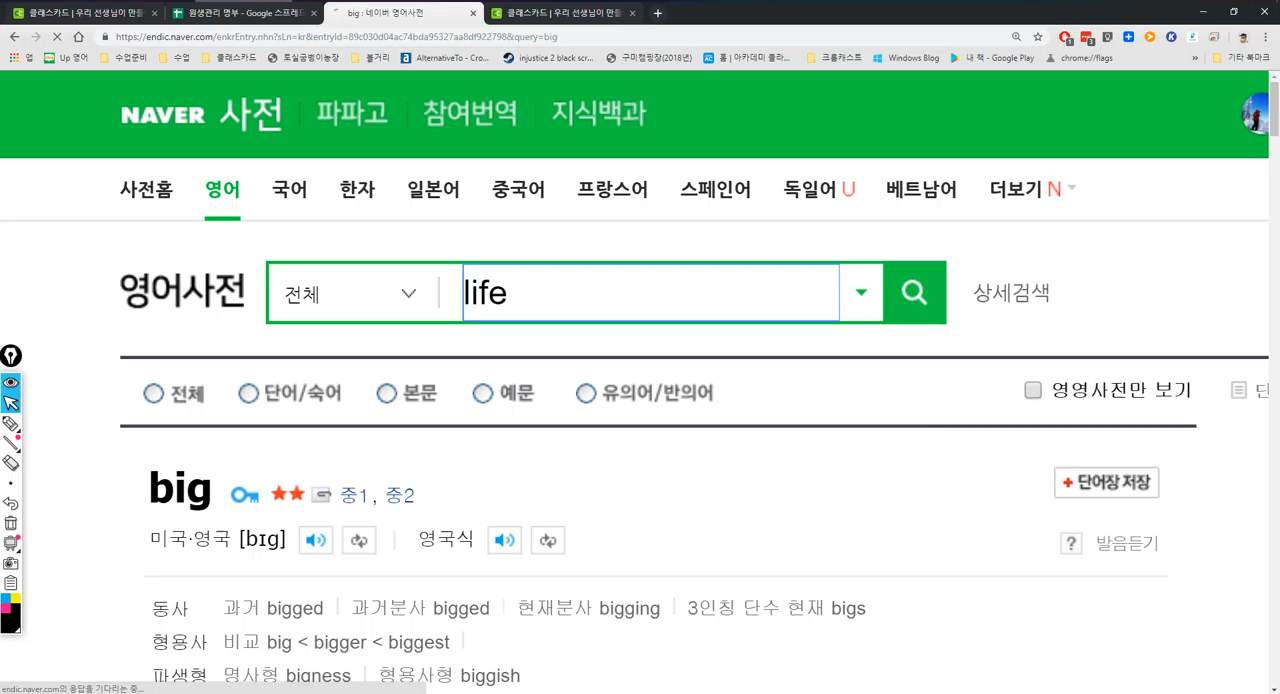 클래스카드 | 우리 선생님이 만들
원생관리 명부 - Google 스프레드
big : 네이버 영어사전
클래스카드 | 우리 선생님이 만들
https://endic.naver.com/enkrEntry.nhn?sLn=kr&entryId=89c030d04ac74bda95327aa8df922798&query=big
앱 Up 영어 수업준비 수업 클래스카드 토실공벙이농장 볼거리 AlternativeTo - Cro... injustice 2 black scr... 구미캠핑장(2018년) 홈 | 아카데미 클라... 크롬캐스트 Windows Blog 내 책 - Google Play chrome://flags » 기타 북마크
NAVER 사전 파파고 참여번역 지식백과
사전홈 영어 국어 한자 일본어 중국어 프랑스어 스페인어 독일어 U 베트남어 더보기 N
영어사전 전체 life 상세검색
전체 단어/숙어 본문 예문 유의어/반의어 영영사전만 보기 단
big 중1 , 중2 + 단어장 저장
미국·영국 [bɪg] 영국식 ? 발음듣기
동사 과거 bigged 과거분사 bigged 현재분사 bigging 3인칭 단수 현재 bigs
형용사 비교 big < bigger < biggest
파생형 명사형 bigness 형용사형 biggish
endic.naver.com의 응답을 기다리는 중...